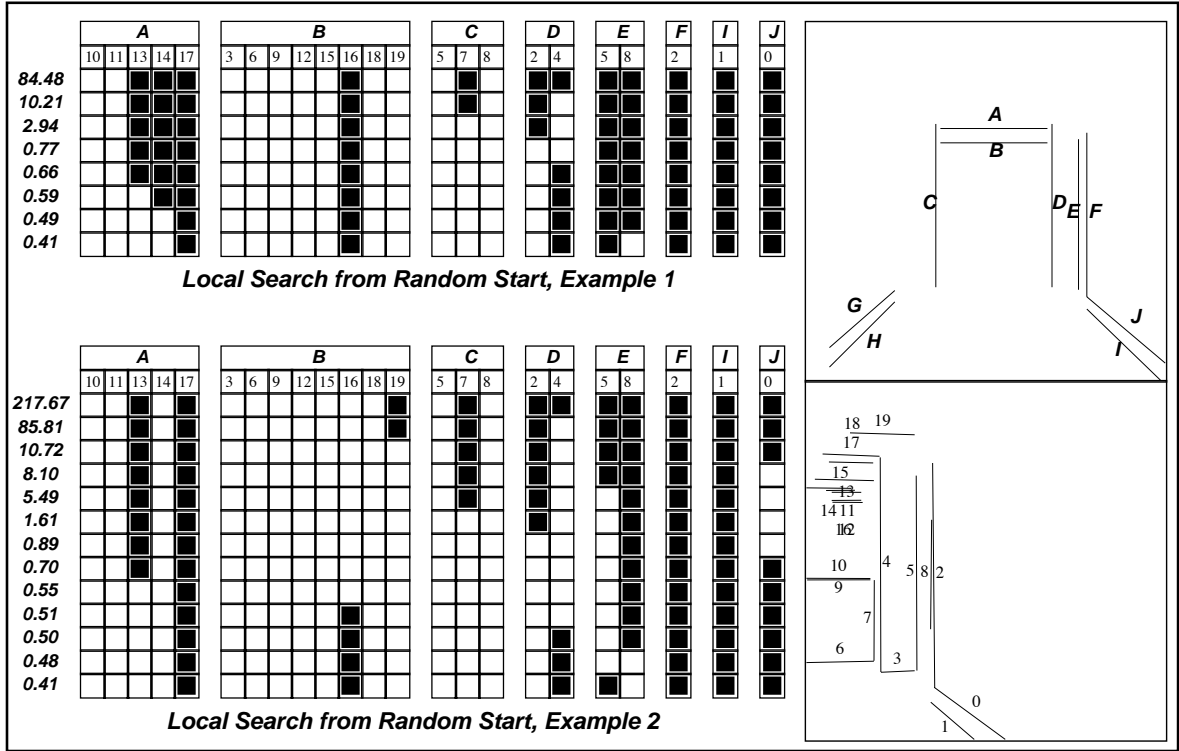 A B C D E F I J
10 11 13 14 17 3 6 9 12 15 16 18 19 5 7 8 2 4 5 8 2 1 0
84.48
10.21
2.94
0.77
0.66
0.59
0.49
0.41
Local Search from Random Start, Example 1
A B C D E F I J
10 11 13 14 17 3 6 9 12 15 16 18 19 5 7 8 2 4 5 8 2 1 0
217.67
85.81
10.72
8.10
5.49
1.61
0.89
0.70
0.55
0.51
0.50
0.48
0.41
Local Search from Random Start, Example 2
A
B
C D E F
G J
H I
18 19
17
15
13
14 11
16 12
10 4 5 8 2
9
7
6 3
0
1